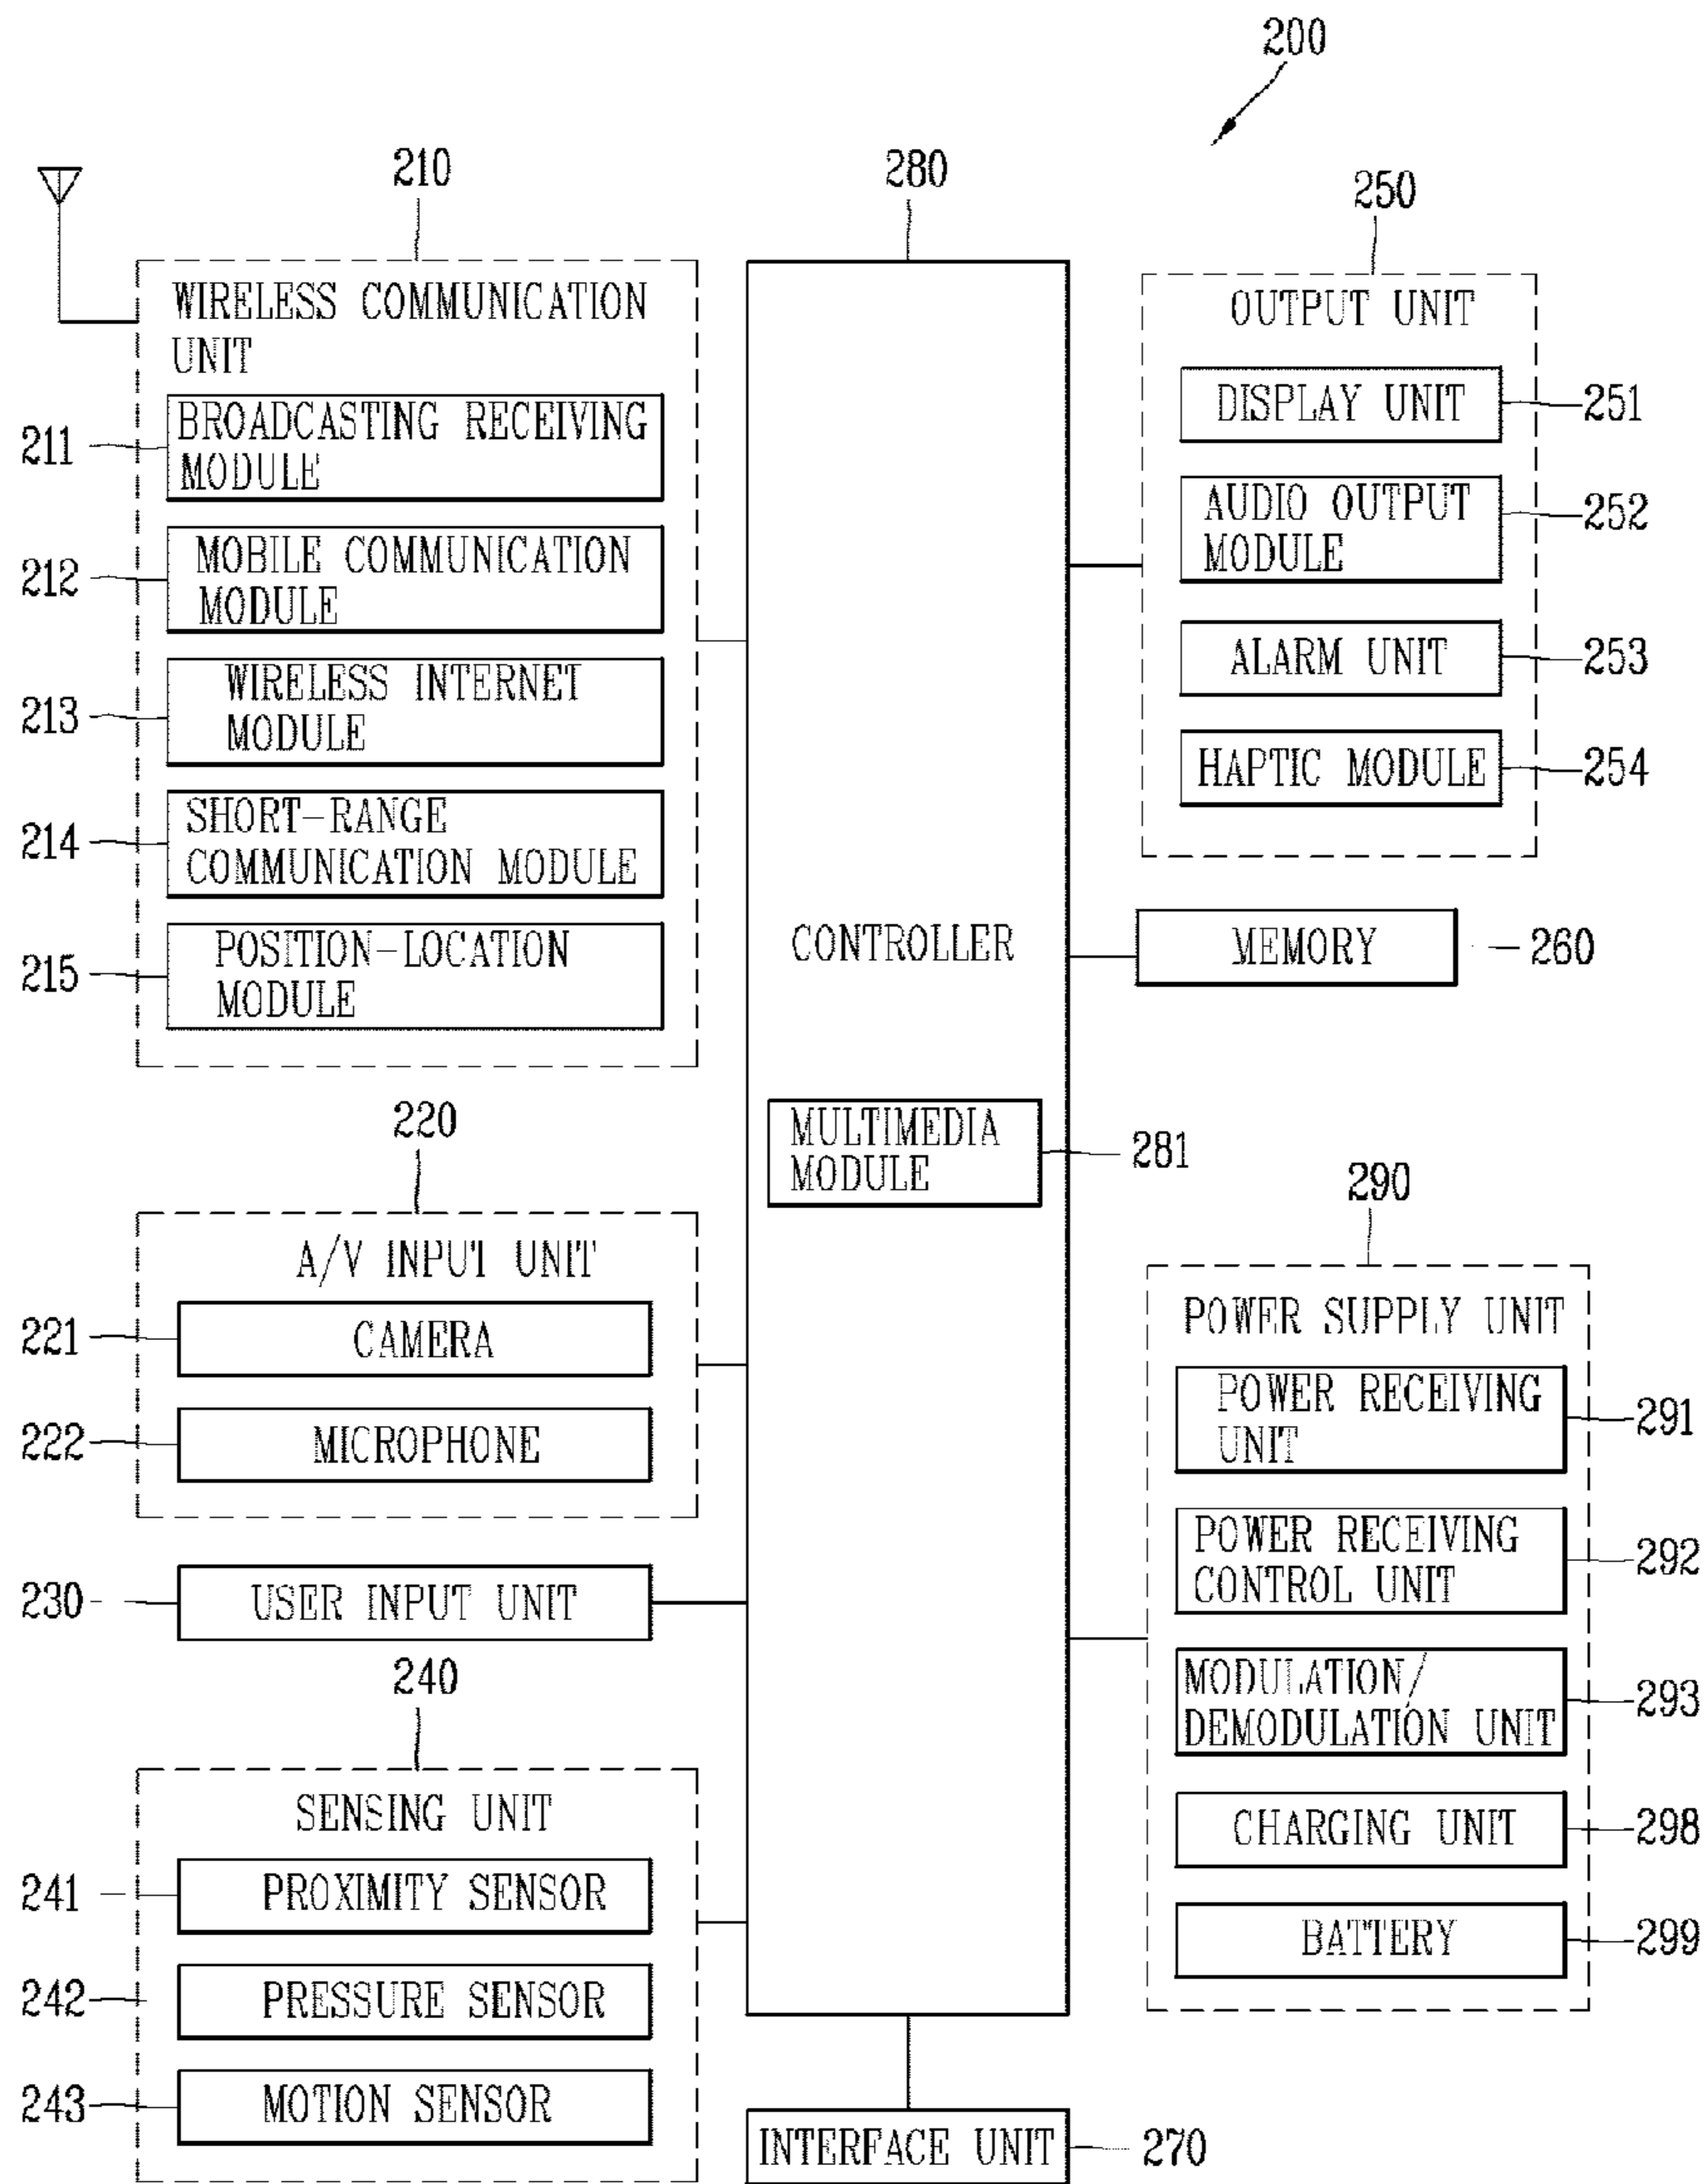 200
210
WIRELESS COMMUNICATION
UNIT
211
BROADCASTING RECEIVING
MODULE
212
MOBILE COMMUNICATION
MODULE
213
WIRELESS INTERNET
MODULE
214
SHORT-RANGE
COMMUNICATION MODULE
215
POSITION-LOCATION
MODULE
220
A/V INPUT UNIT
221
CAMERA
222
MICROPHONE
230
USER INPUT UNIT
240
SENSING UNIT
241
PROXIMITY SENSOR
242
PRESSURE SENSOR
243
MOTION SENSOR
280
CONTROLLER
MULTIMEDIA
MODULE
281
INTERFACE UNIT
270
250
OUTPUT UNIT
DISPLAY UNIT
251
AUDIO OUTPUT
MODULE
252
ALARM UNIT
253
HAPTIC MODULE
254
MEMORY
260
290
POWER SUPPLY UNIT
POWER RECEIVING
UNIT
291
POWER RECEIVING
CONTROL UNIT
292
MODULATION/
DEMODULATION UNIT
293
CHARGING UNIT
298
BATTERY
299